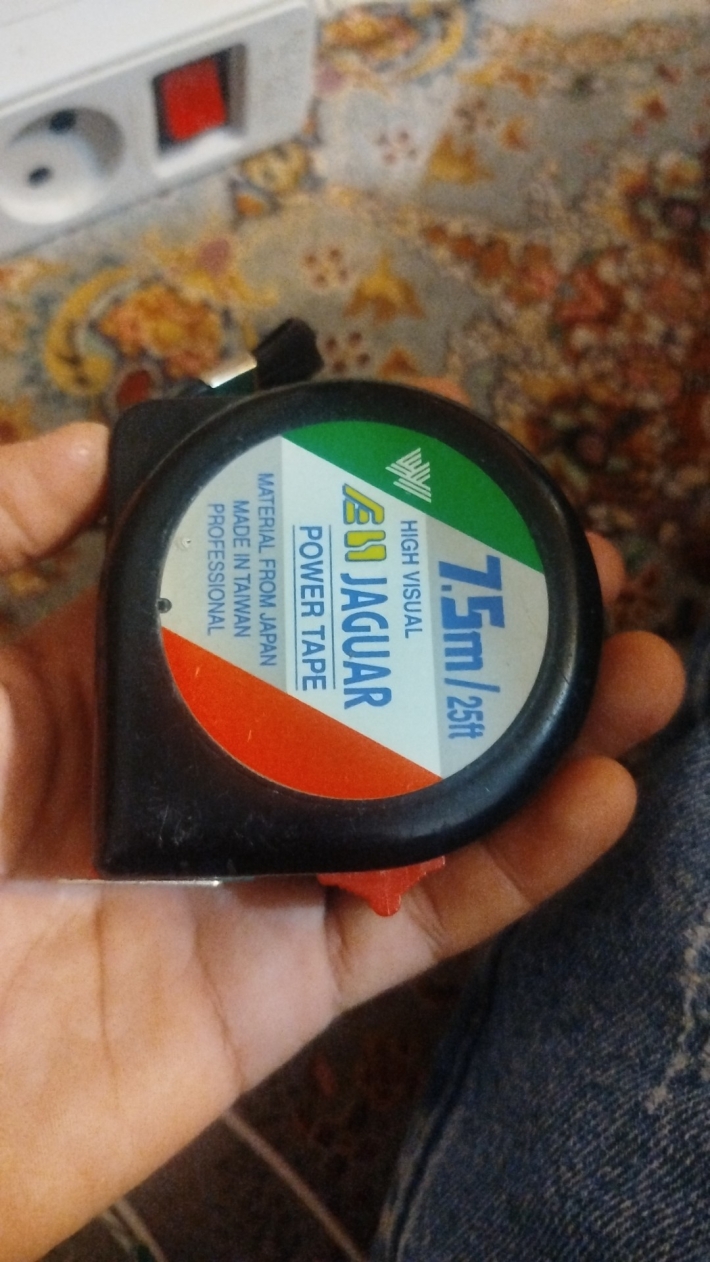 7.5m / 25ft
HIGH VISUAL
JAGUAR
POWER TAPE
MATERIAL FROM JAPAN
MADE IN TAIWAN
PROFESSIONAL